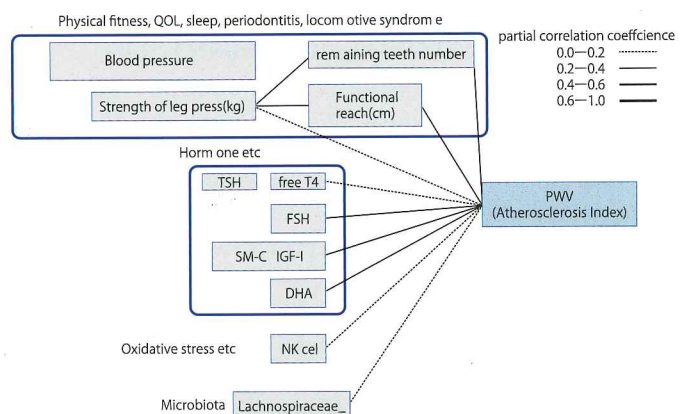 Physical fitness, QOL, sleep, periodontitis, locom otive syndrom e
partial correlation coeffcience
0.0—0.2
0.2—0.4
0.4—0.6
0.6—1.0
Blood pressure
rem aining teeth number
Strength of leg press(kg)
Functional
reach(cm)
Horm one etc
TSH
free T4
FSH
SM-C IGF-I
DHA
PWV
(Atherosclerosis Index)
Oxidative stress etc
NK cel
Microbiota
Lachnospiraceae_